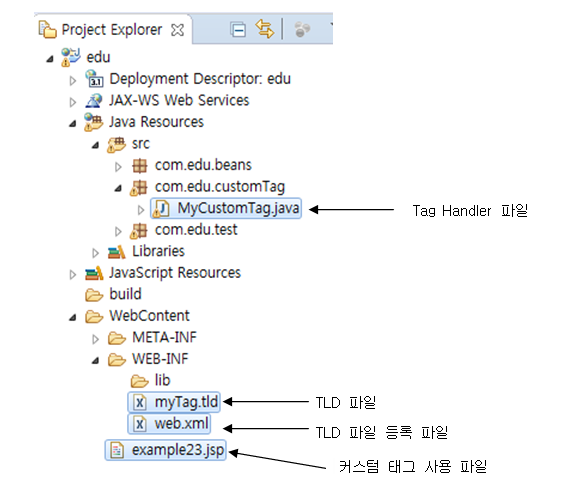 Project Explorer
edu
Deployment Descriptor: edu
JAX-WS Web Services
Java Resources
src
com.edu.beans
com.edu.customTag
MyCustomTag.java
Tag Handler 파일
com.edu.test
Libraries
JavaScript Resources
build
WebContent
META-INF
WEB-INF
lib
myTag.tld
TLD 파일
web.xml
TLD 파일 등록 파일
example23.jsp
커스텀 태그 사용 파일